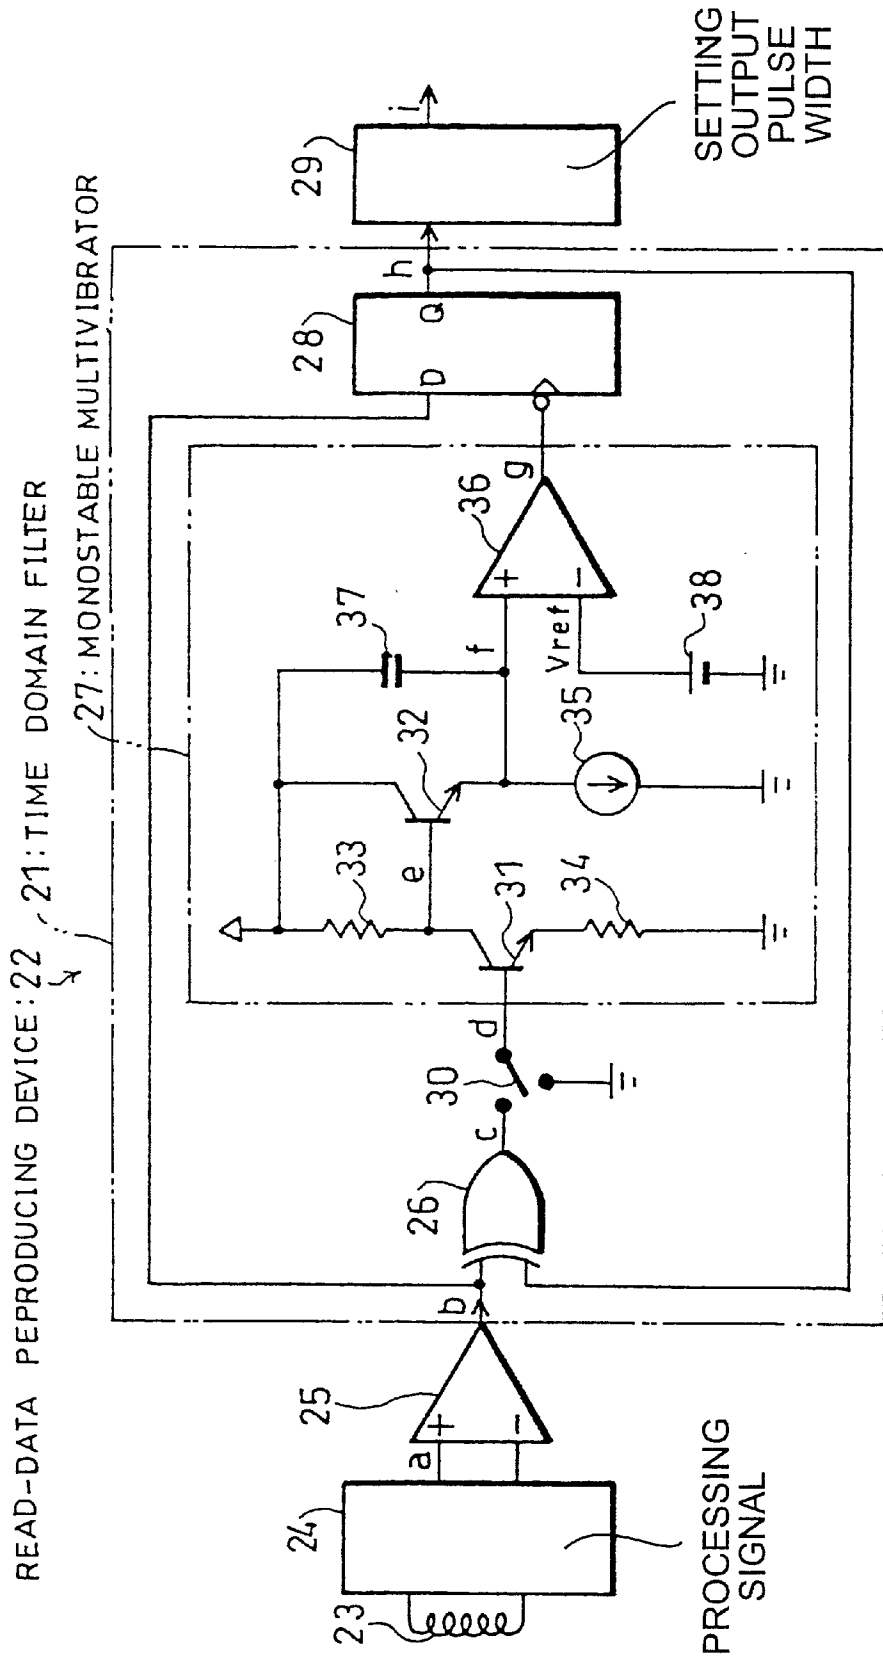 READ-DATA PEPRODUCING DEVICE:22
21:TIME DOMAIN FILTER
27:MONOSTABLE MULTIVIBRATOR
23
24
a
+
−
25
b
26
c
30
d
31
e
33
34
32
37
f
35
Vref
38
+
−
36
g
28
D
Q
h
29
i
PROCESSING
SIGNAL
SETTING
OUTPUT
PULSE
WIDTH